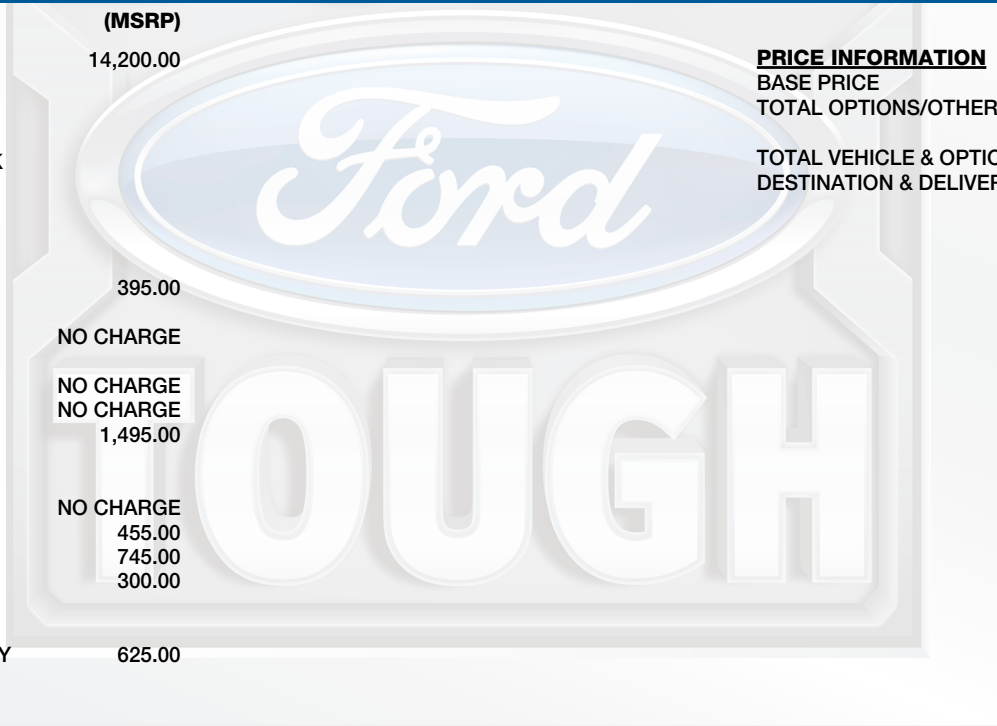 (MSRP)
14,200.00
K
395.00
NO CHARGE
NO CHARGE
NO CHARGE
1,495.00
NO CHARGE
455.00
745.00
300.00
Y 625.00
PRICE INFORMATION
BASE PRICE
TOTAL OPTIONS/OTHER
TOTAL VEHICLE & OPTIO
DESTINATION & DELIVER
Ford
TOUGH